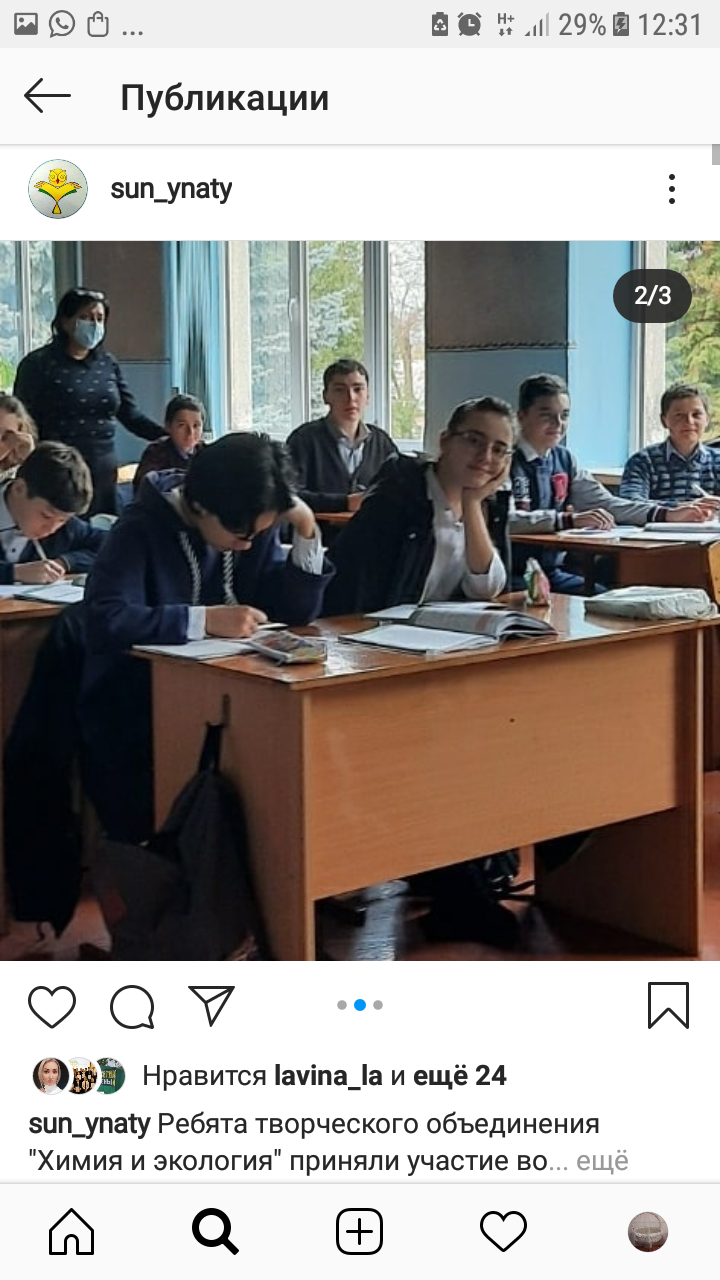 ... H+ 29% 12:31
Публикации
sun_ynaty
2/3
Нравится lavina_la и ещё 24
sun_ynaty Ребята творческого объединения
"Химия и экология" приняли участие во... ещё